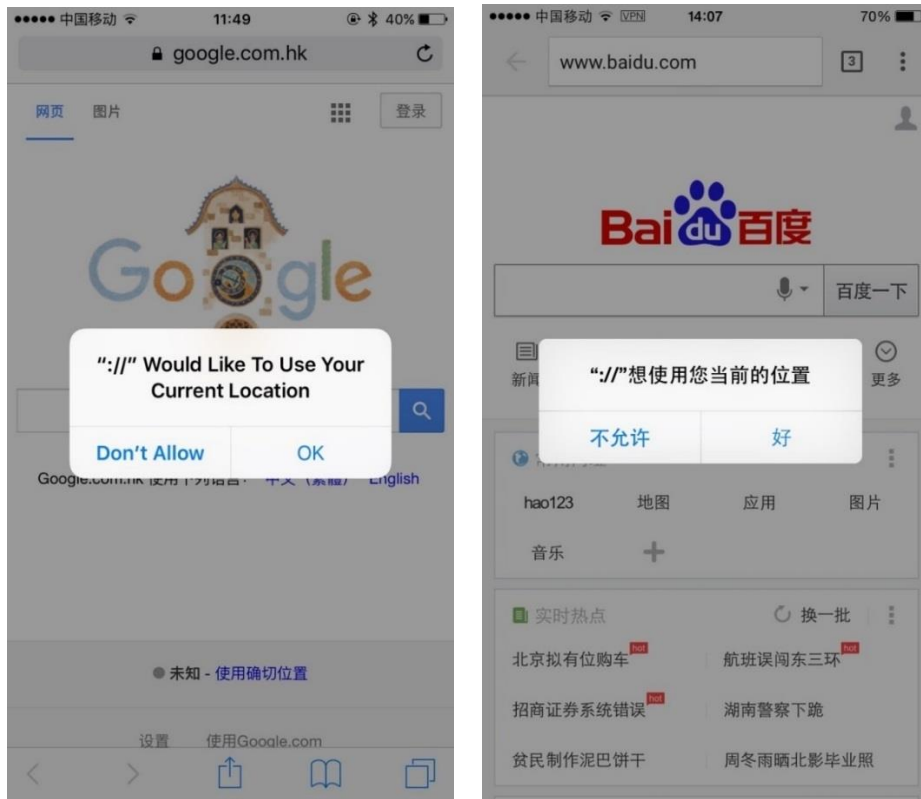 中国移动
11:49
40%
google.com.hk
网页
图片
登录
Google
“://” Would Like To Use Your
Current Location
Don’t Allow
OK
Google.com.hk 使用下列语言： 中文（繁體） English
未知 - 使用确切位置
设置
使用Google.com
中国移动
VPN
14:07
70%
www.baidu.com
3
Bai du 百度
百度一下
新闻
更多
“://”想使用您当前的位置
不允许
好
hao123
地图
应用
图片
音乐
实时热点
换一批
北京拟有位购车 hot
航班误闯东三环 hot
招商证券系统错误 hot
湖南警察下跪
贫民制作泥巴饼干
周冬雨晒北影毕业照